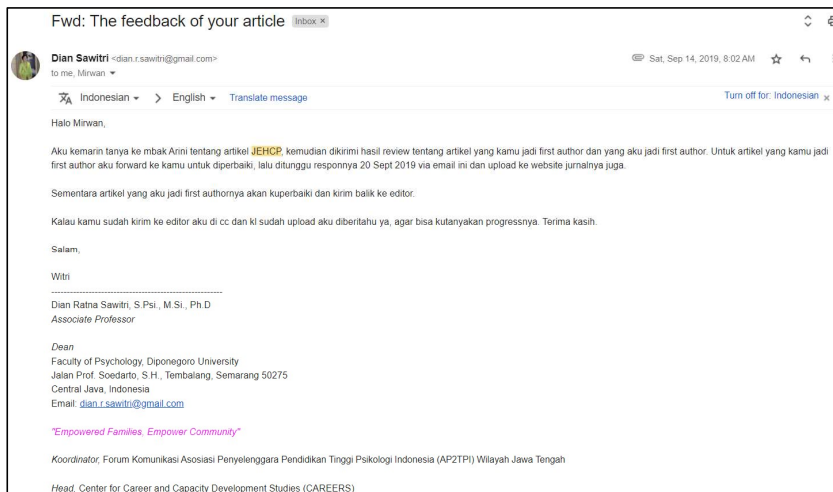 Fwd: The feedback of your article Inbox ×
Dian Sawitri <dian.r.sawitri@gmail.com>
Sat, Sep 14, 2019, 8:02 AM
to me, Mirwan
Indonesian > English Translate message
Turn off for: Indonesian ×
Halo Mirwan,
Aku kemarin tanya ke mbak Arini tentang artikel JEHCP, kemudian dikirimi hasil review tentang artikel yang kamu jadi first author dan yang aku jadi first author. Untuk artikel yang kamu jadi
first author aku forward ke kamu untuk diperbaiki, lalu ditunggu responnya 20 Sept 2019 via email ini dan upload ke website jurnalnya juga.
Sementara artikel yang aku jadi first authornya akan kuperbaiki dan kirim balik ke editor.
Kalau kamu sudah kirim ke editor aku di cc dan kl sudah upload aku diberitahu ya, agar bisa kutanyakan progressnya. Terima kasih.
Salam,
Witri
------------------------------------------------------
Dian Ratna Sawitri, S.Psi., M.Si., Ph.D
Associate Professor
Dean
Faculty of Psychology, Diponegoro University
Jalan Prof. Soedarto, S.H., Tembalang, Semarang 50275
Central Java, Indonesia
Email: dian.r.sawitri@gmail.com
"Empowered Families, Empower Community"
Koordinator, Forum Komunikasi Asosiasi Penyelenggara Pendidikan Tinggi Psikologi Indonesia (AP2TPI) Wilayah Jawa Tengah
Head, Center for Career and Capacity Development Studies (CAREERS)